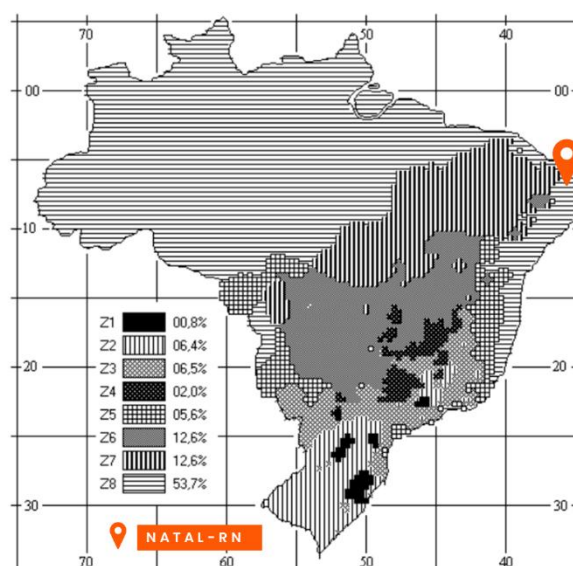 70 50 40
00 00
10
Z1 00,8%
Z2 06,4%
Z3 06,5%
Z4 02,0%
Z5 05,6%
Z6 12,6%
Z7 12,6%
Z8 53,7%
20 20
30 30
NATAL-RN
70 60 50 40